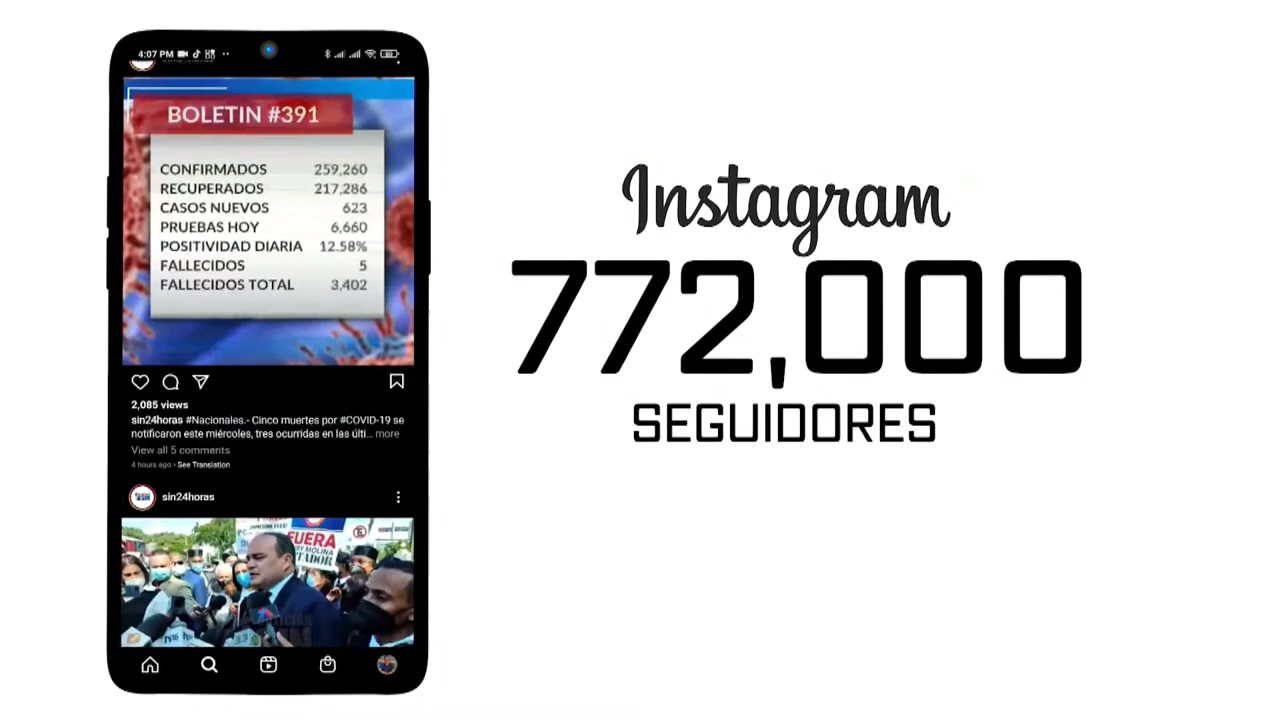 4:07 PM
BOLETIN #391
CONFIRMADOS 259,260
RECUPERADOS 217,286
CASOS NUEVOS 623
PRUEBAS HOY 6,660
POSITIVIDAD DIARIA 12.58%
FALLECIDOS 5
FALLECIDOS TOTAL 3,402
2,085 views
sin24horas #Nacionales.- Cinco muertes por #COVID-19 se
notificaron este miércoles, tres ocurridas en las últi... more
View all 5 comments
4 hours ago • See Translation
sin24horas
FUERA
MOLINA
Instagram
772,000
SEGUIDORES